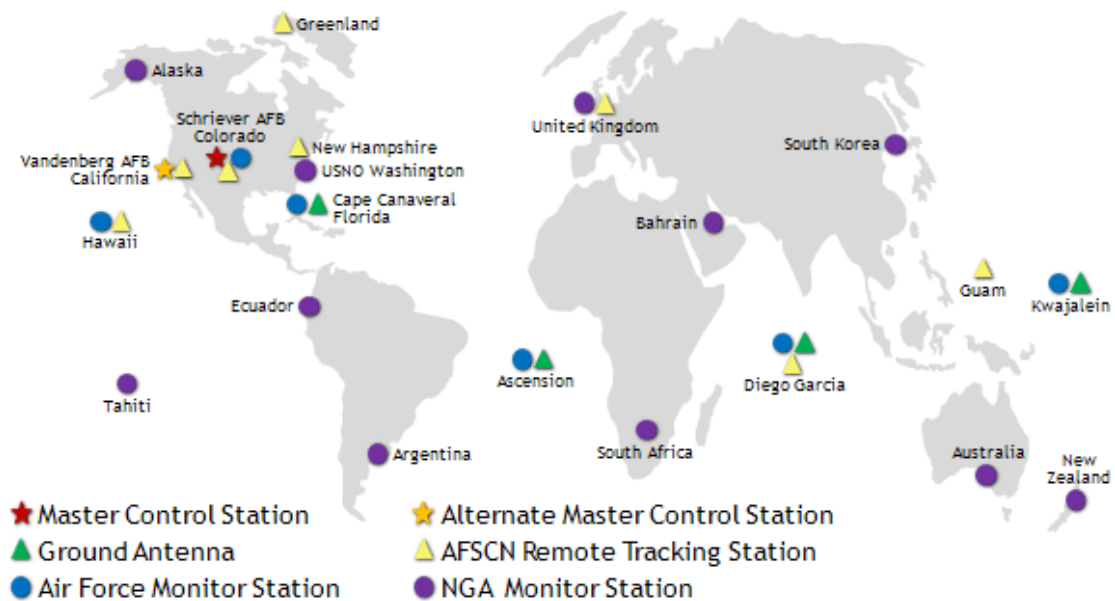 Greenland
Alaska
Schriever AFB
Colorado
New Hampshire
Vandenberg AFB
California
USNO Washington
Cape Canaveral
Florida
Hawaii
United Kingdom
South Korea
Bahrain
Guam
Kwajalein
Ecuador
Ascension
Diego Garcia
Tahiti
Argentina
South Africa
Australia
New
Zealand
Master Control Station
Alternate Master Control Station
Ground Antenna
AFSCN Remote Tracking Station
Air Force Monitor Station
NGA Monitor Station